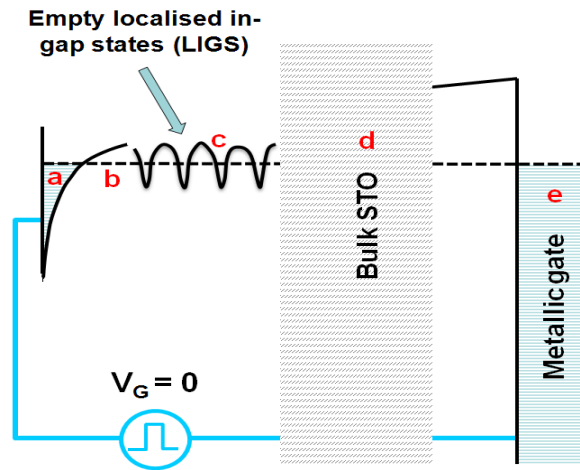 Empty localised in-
gap states (LIGS)
c
a
b
d
e
Bulk STO
Metallic gate
V_G = 0